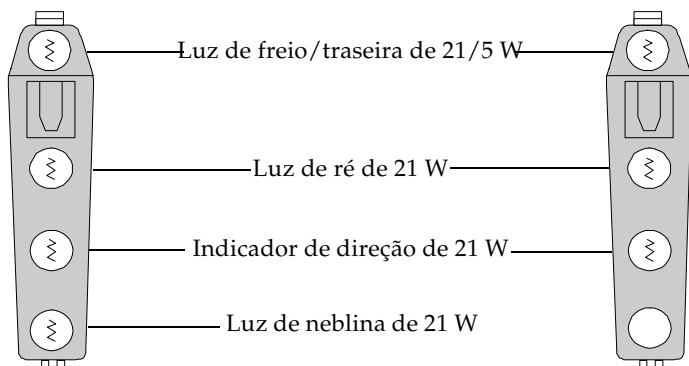 Luz de freio/traseira de 21/5 W
Luz de ré de 21 W
Indicador de direção de 21 W
Luz de neblina de 21 W